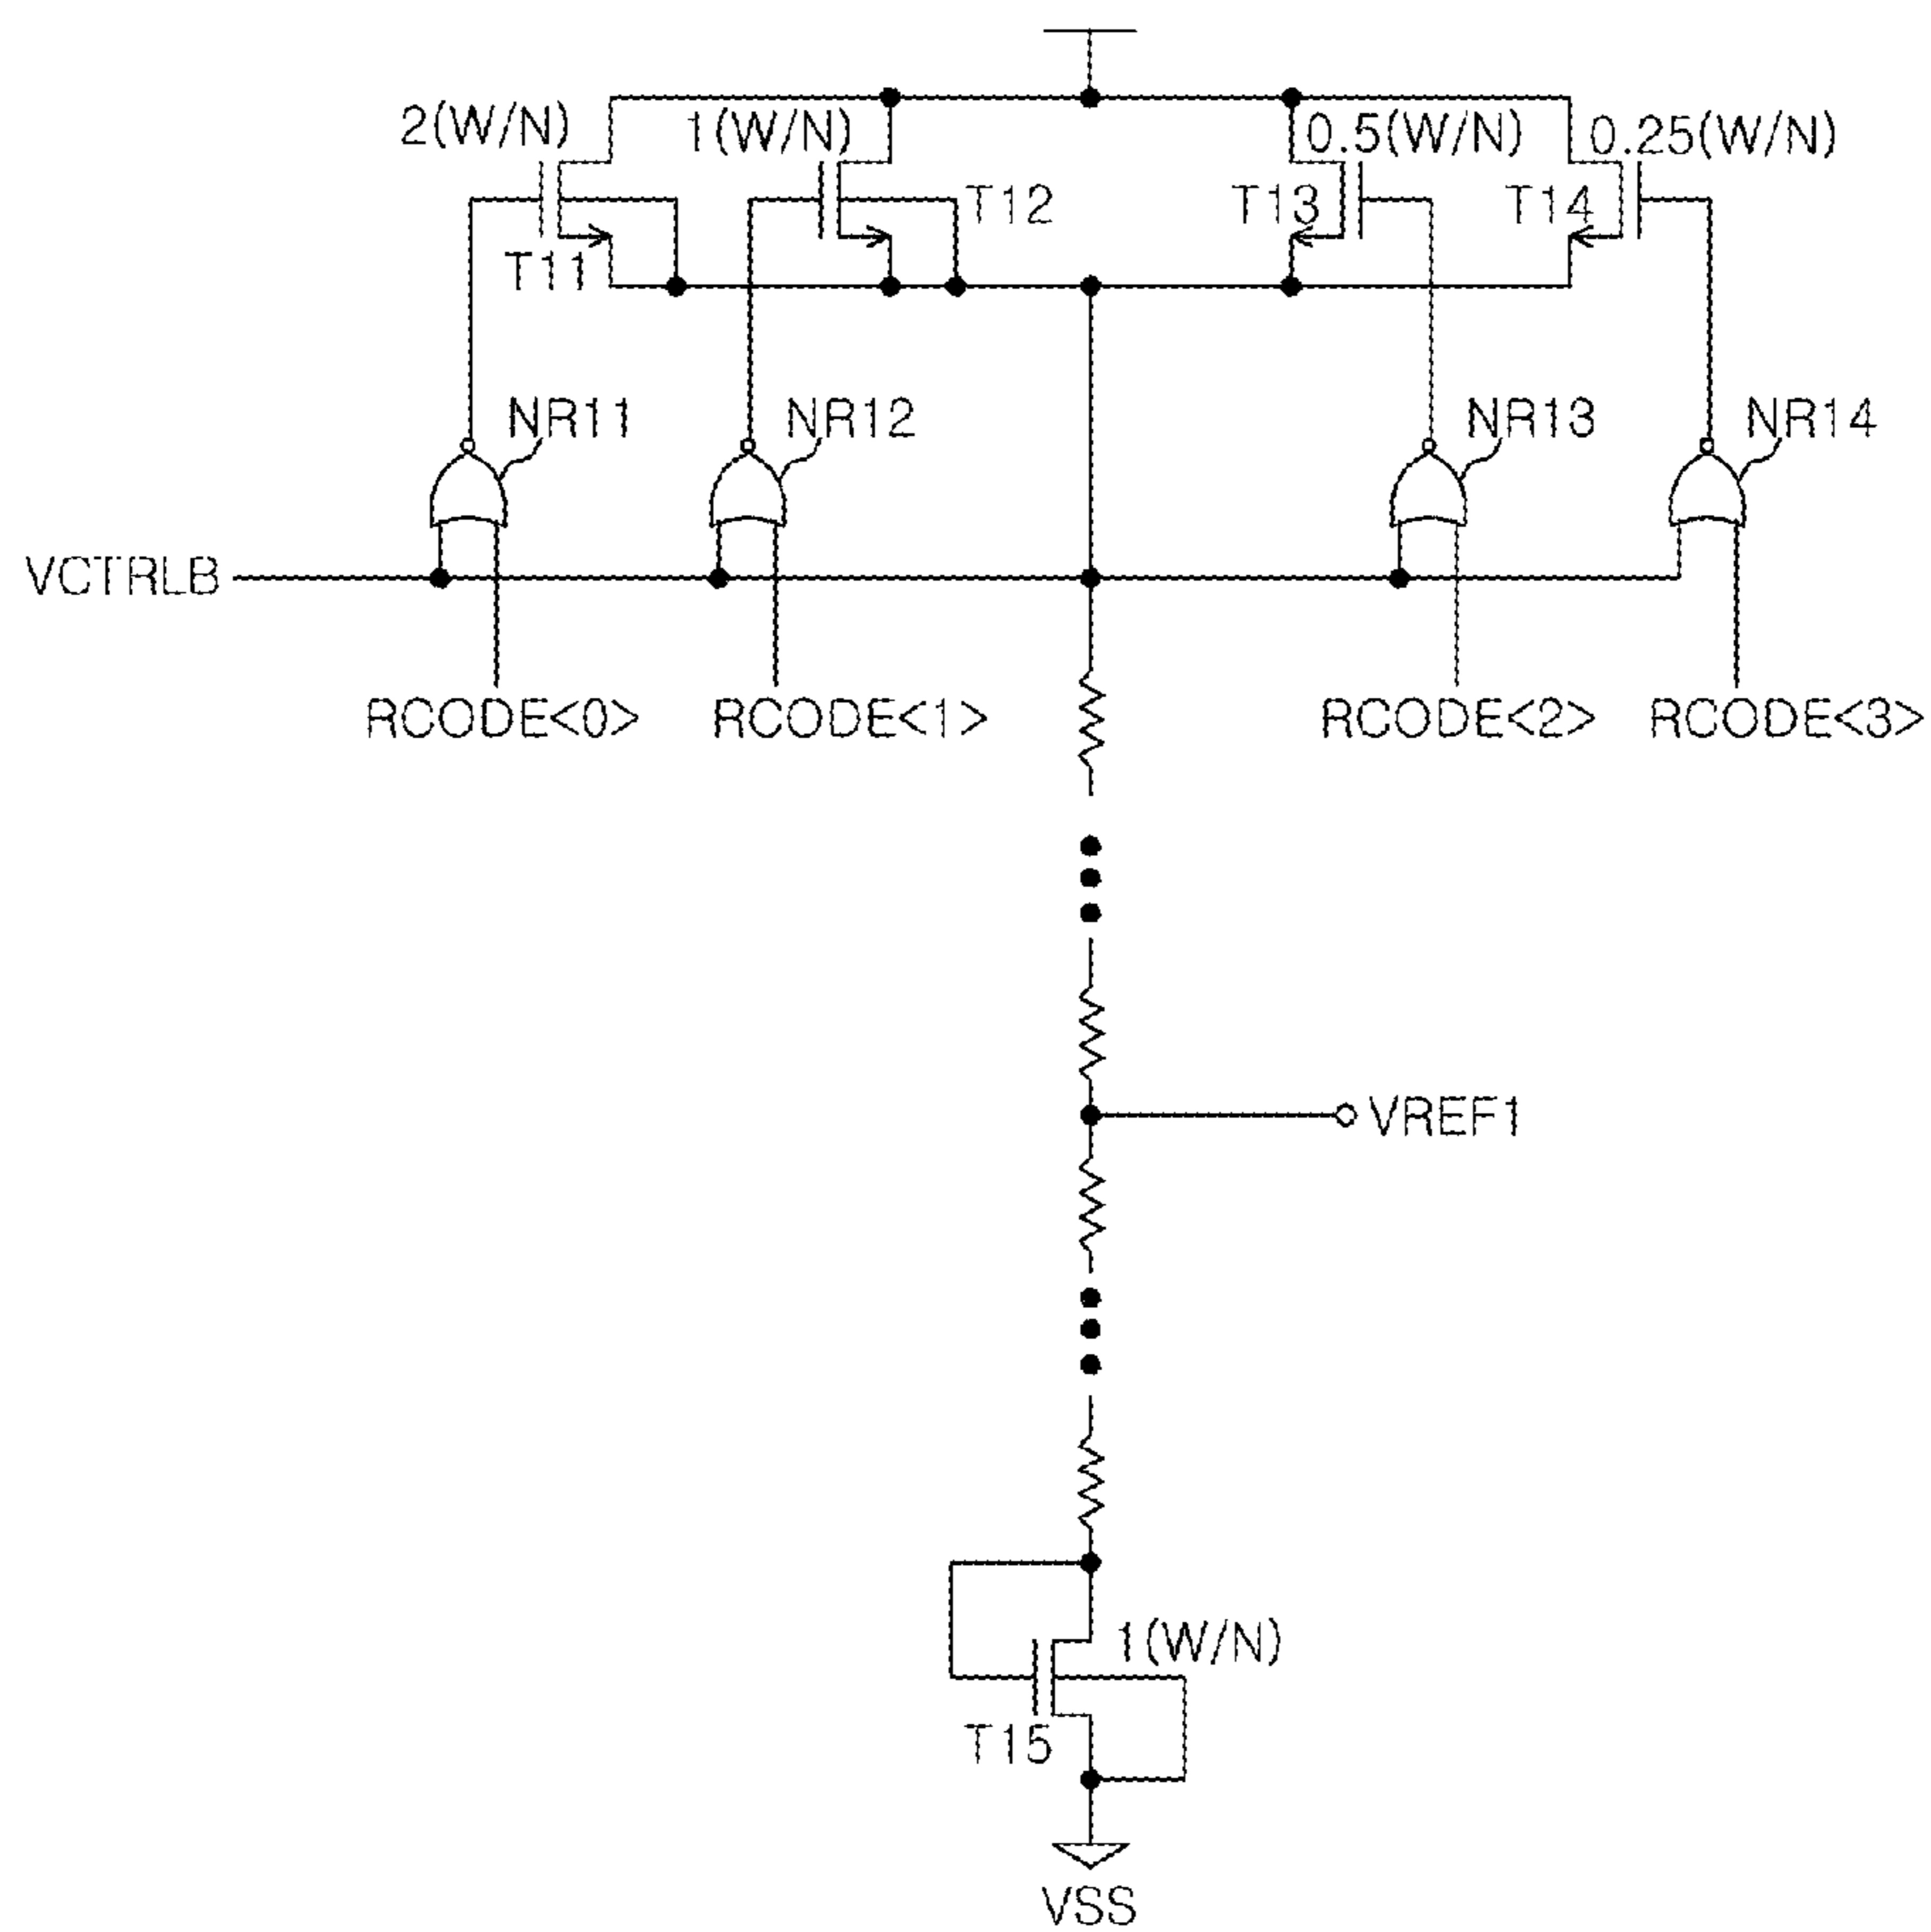 2(W/N)
1(W/N)
0.5(W/N)
0.25(W/N)
T12
T13
T14
T11
NR11
NR12
NR13
NR14
VCTRLB
RCODE<0>
RCODE<1>
RCODE<2>
RCODE<3>
VREF1
1(W/N)
T15
VSS